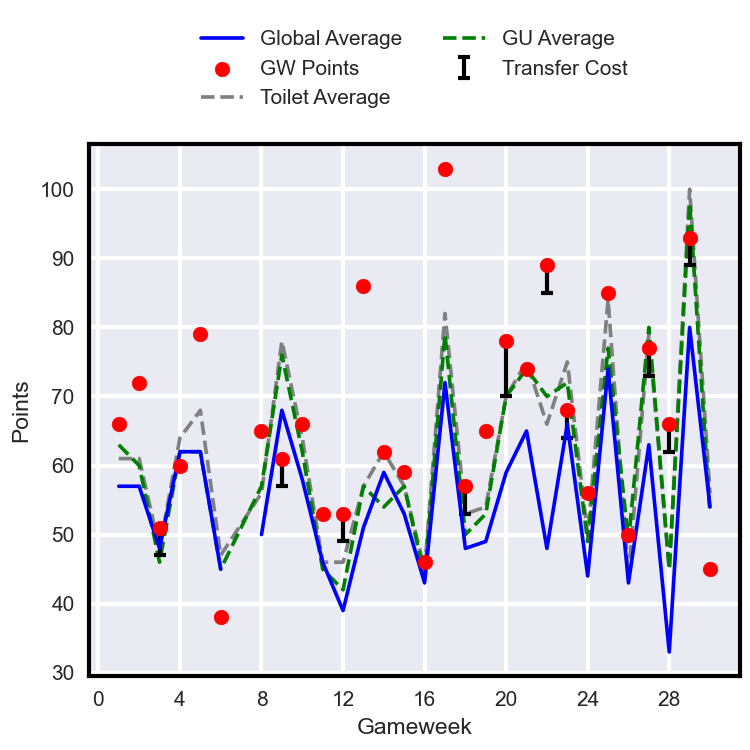 Global Average
GW Points
Toilet Average
GU Average
Transfer Cost
100
90
80
70
60
50
40
30
Points
0 4 8 12 16 20 24 28
Gameweek